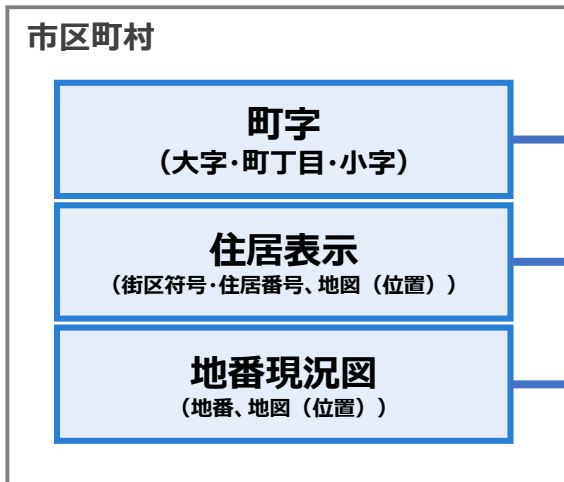 市区町村
町字
（大字・町丁目・小字）
住居表示
（街区符号・住居番号、地図（位置））
地番現況図
（地番、地図（位置））